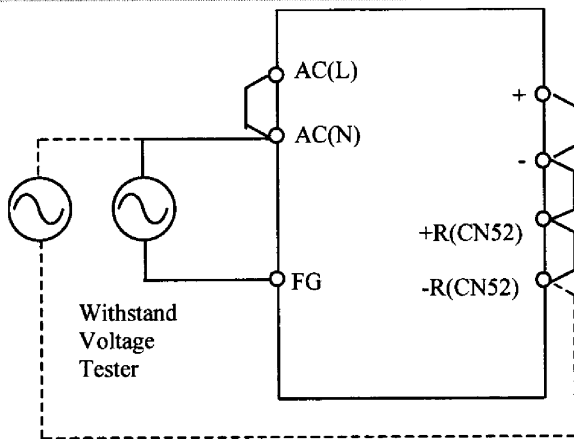 AC(L)
+
AC(N)
-
+R(CN52)
FG
-R(CN52)
Withstand
Voltage
Tester